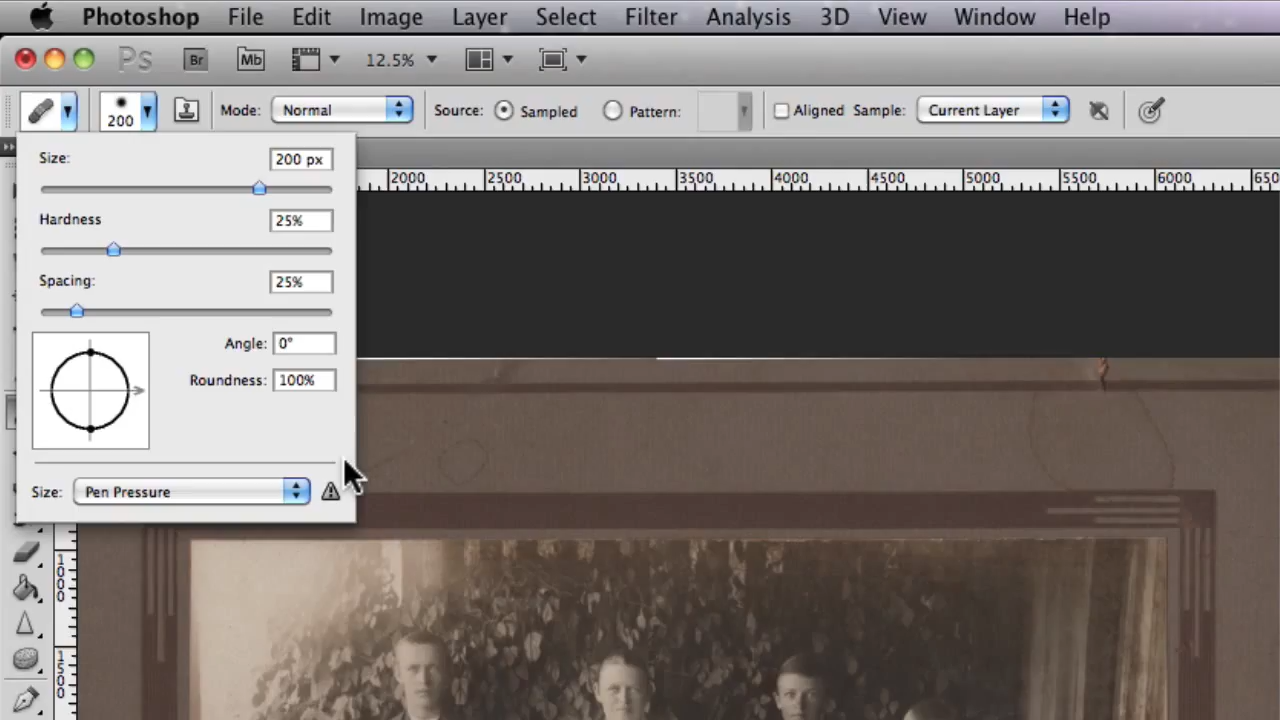 Photoshop File Edit Image Layer Select Filter Analysis 3D View Window Help
Ps Br Mb 12.5%
200 Mode: Normal Source: Sampled Pattern: Aligned Sample: Current Layer
Size: 200 px
2000 2500 3000 3500 4000 4500 5000 5500 6000 650
Hardness 25%
Spacing: 25%
Angle: 0°
Roundness: 100%
Size: Pen Pressure
1000
1500